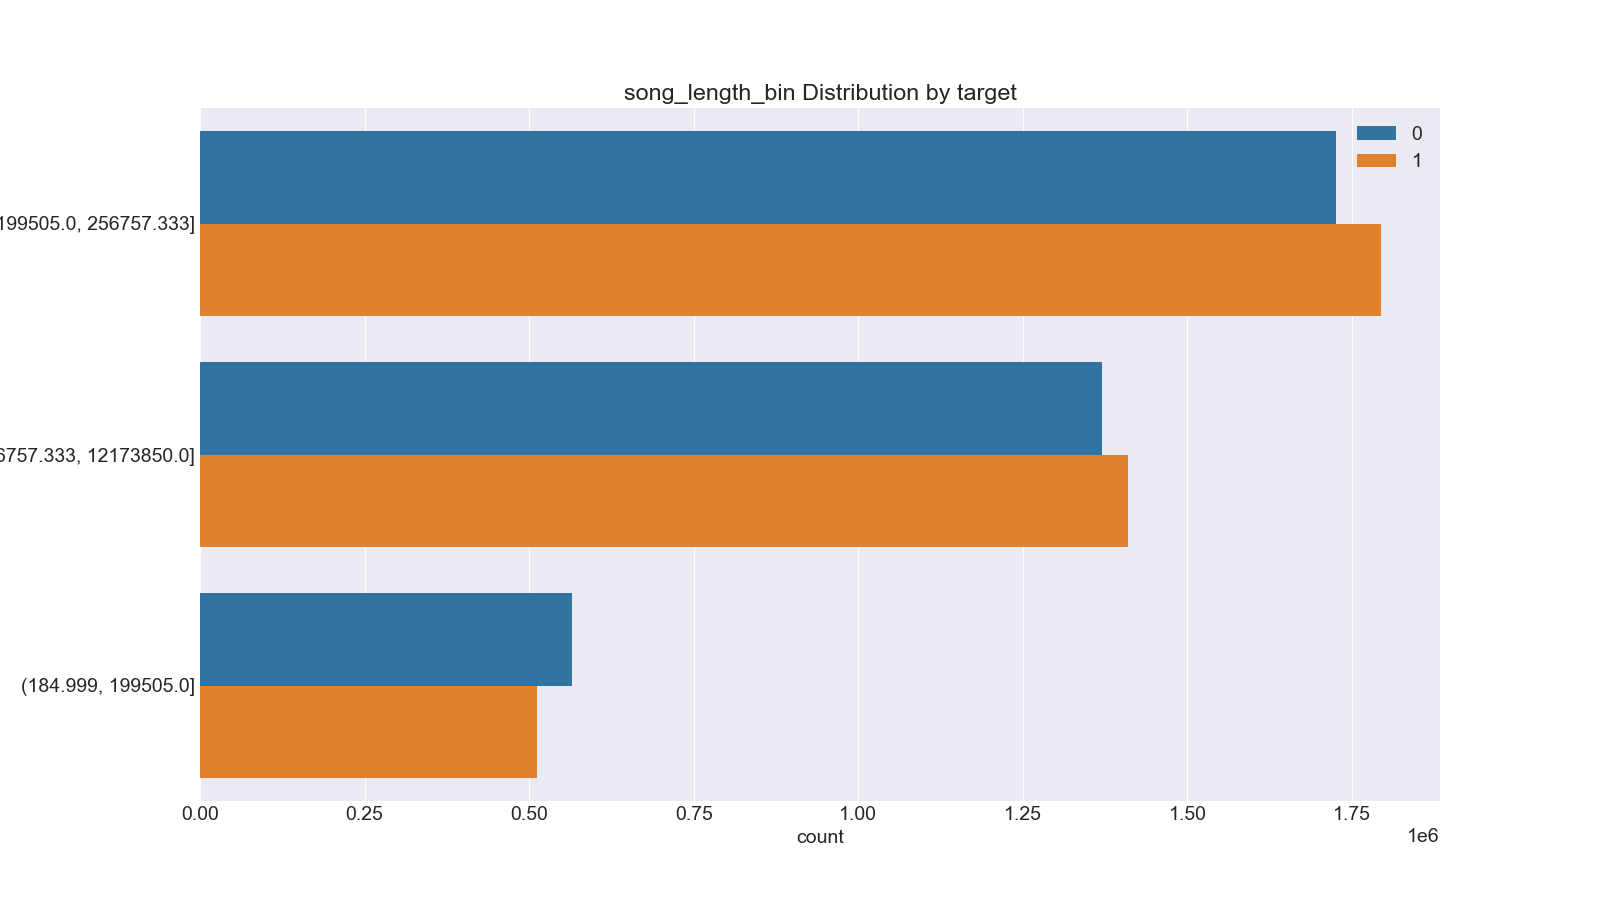 song_length_bin Distribution by target
0
1
199505.0, 256757.333]
6757.333, 12173850.0]
(184.999, 199505.0]
0.00 0.25 0.50 0.75 1.00 1.25 1.50 1.75
count
1e6